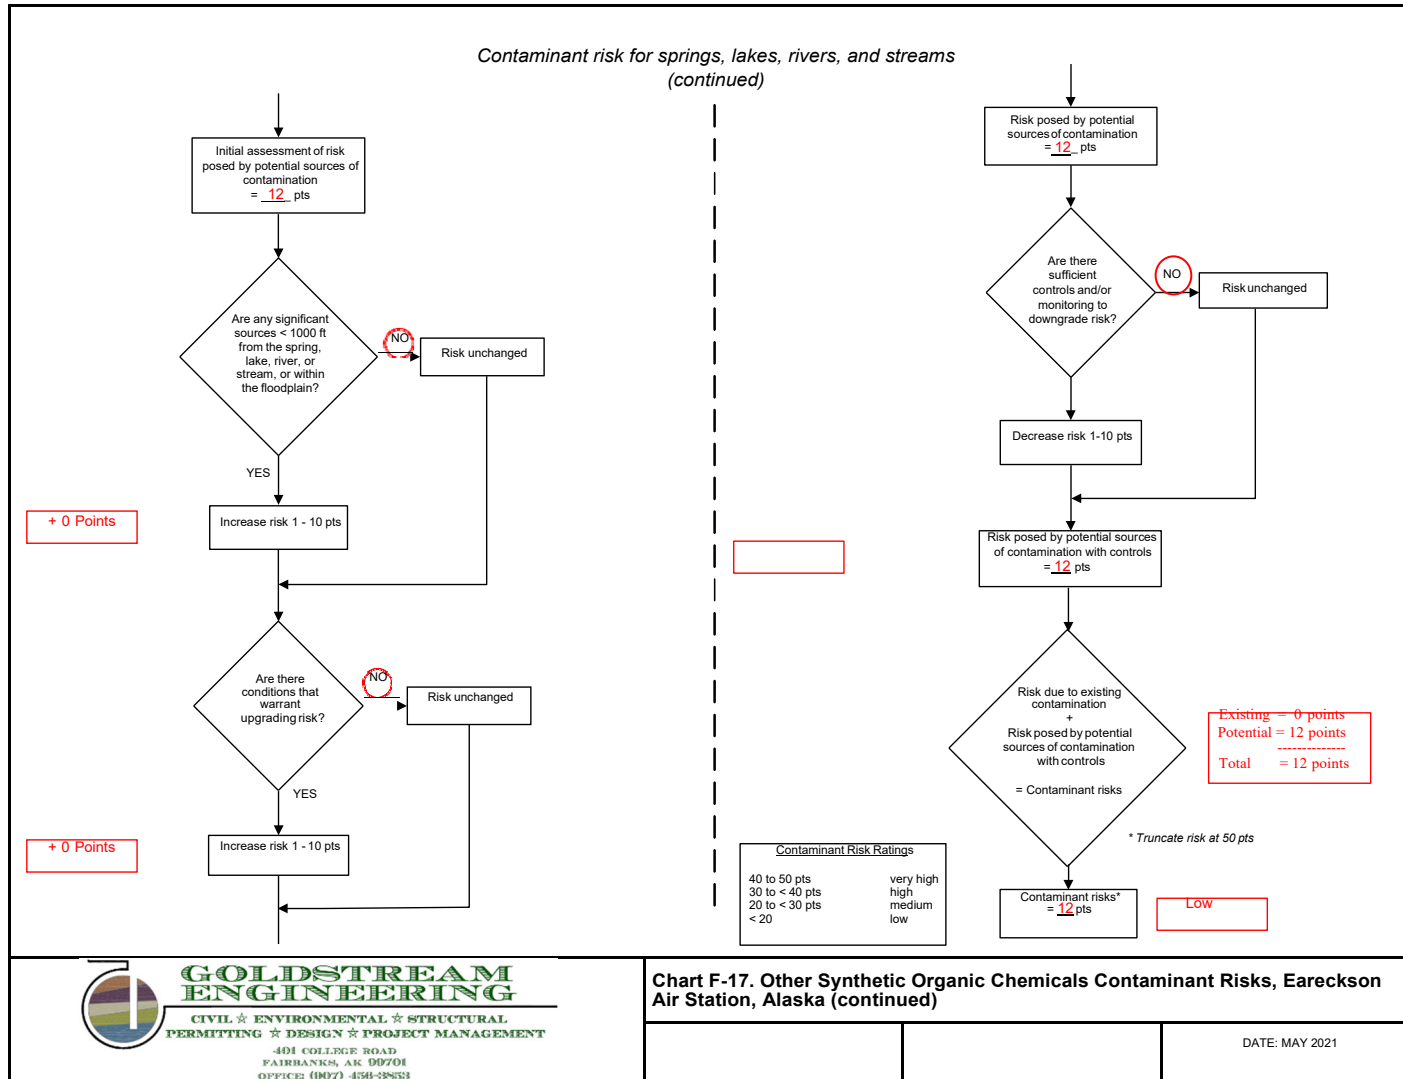 Contaminant risk for springs, lakes, rivers, and streams
(continued)
Initial assessment of risk
posed by potential sources of
contamination
= 12 pts
Are any significant
sources < 1000 ft
from the spring,
lake, river, or
stream, or within
the floodplain?
NO
Risk unchanged
YES
+ 0 Points
Increase risk 1 - 10 pts
Are there
conditions that
warrant
upgrading risk?
NO
Risk unchanged
YES
+ 0 Points
Increase risk 1 - 10 pts
Risk posed by potential
sources of contamination
= 12 pts
Are there
sufficient
controls and/or
monitoring to
downgrade risk?
NO
Risk unchanged
Decrease risk 1-10 pts
Risk posed by potential sources
of contamination with controls
= 12 pts
Risk due to existing
contamination
+
Risk posed by potential
sources of contamination
with controls
= Contaminant risks
Existing = 0 points
Potential = 12 points
--------------
Total = 12 points
* Truncate risk at 50 pts
Contaminant Risk Ratings
40 to 50 pts very high
30 to < 40 pts high
20 to < 30 pts medium
< 20 low
Contaminant risks*
= 12 pts
Low
GOLDSTREAM
ENGINEERING
CIVIL ☆ ENVIRONMENTAL ☆ STRUCTURAL
PERMITTING ☆ DESIGN ☆ PROJECT MANAGEMENT
401 COLLEGE ROAD
FAIRBANKS, AK 99701
OFFICE: (907) 456-3853
Chart F-17. Other Synthetic Organic Chemicals Contaminant Risks, Eareckson
Air Station, Alaska (continued)
DATE: MAY 2021